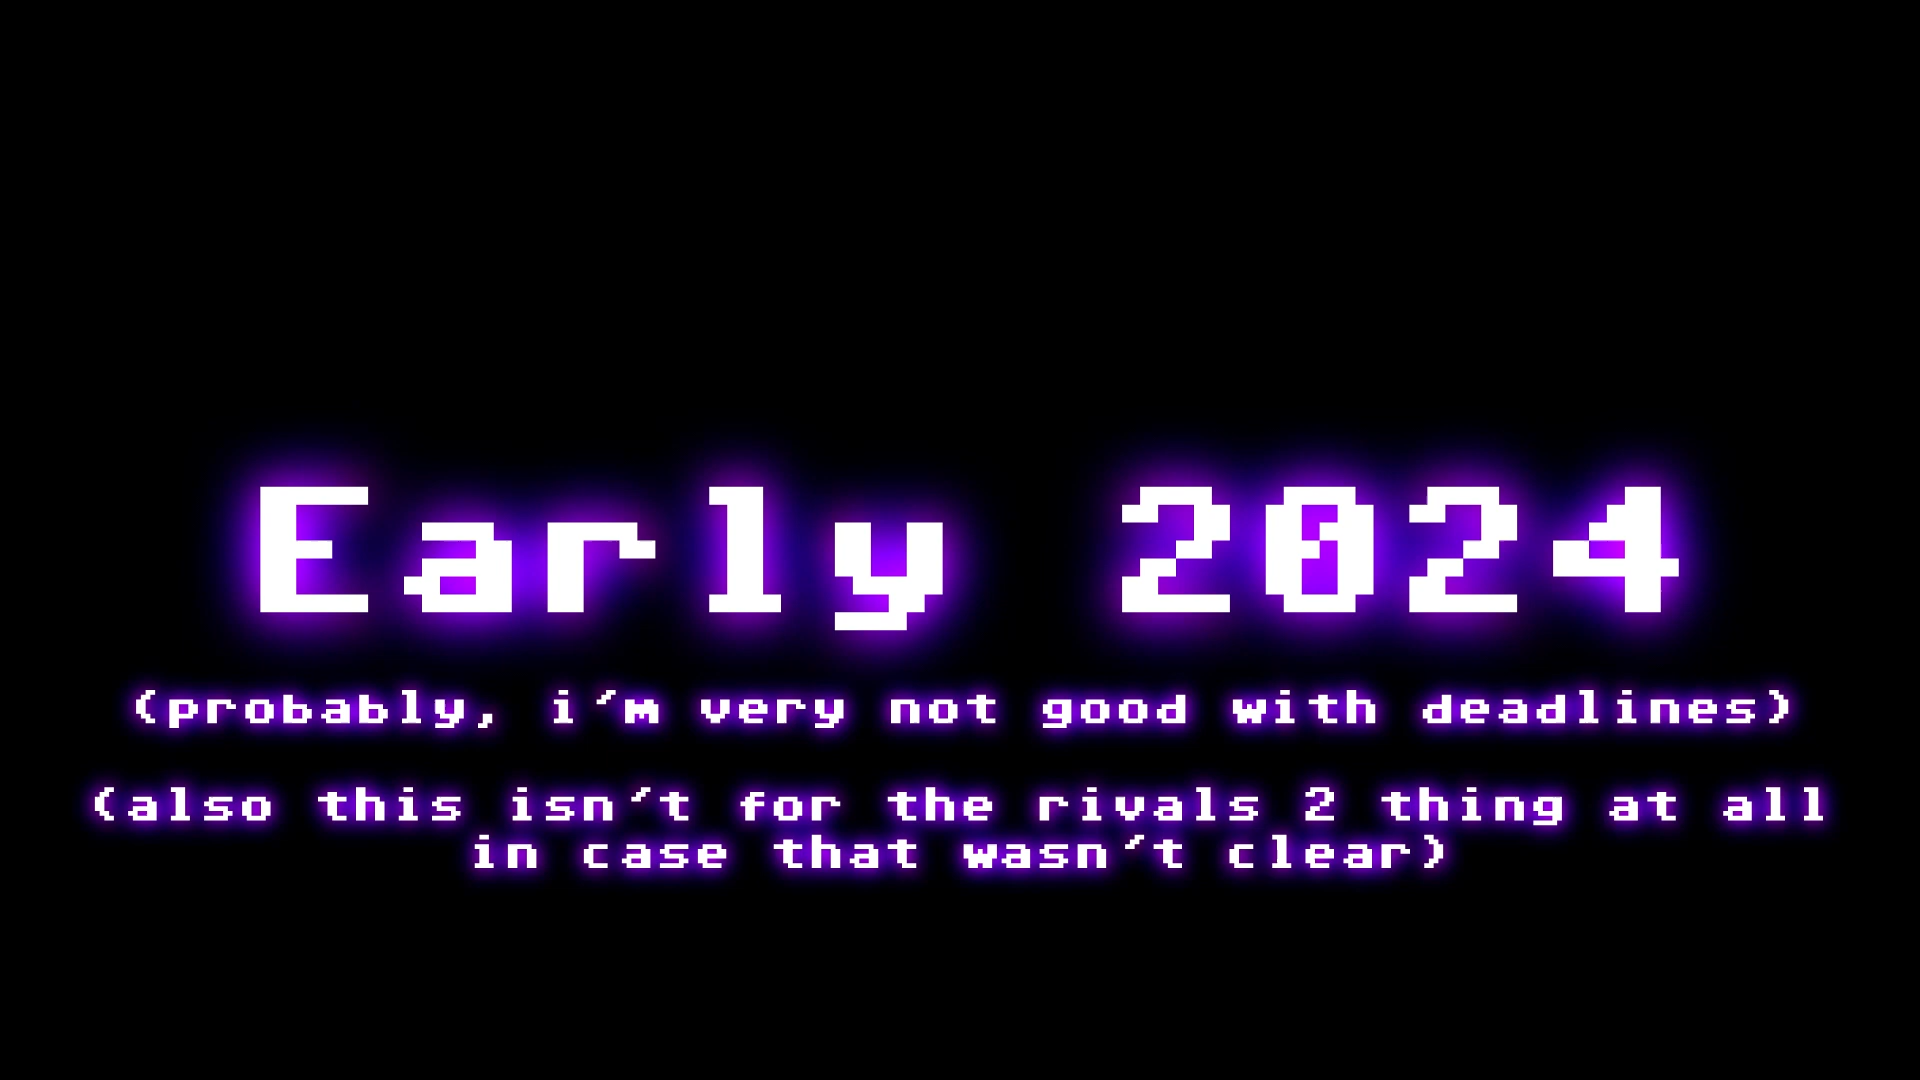 Early 2024
(probably, i'm very not good with deadlines)
(also this isn't for the rivals 2 thing at all
in case that wasn't clear)